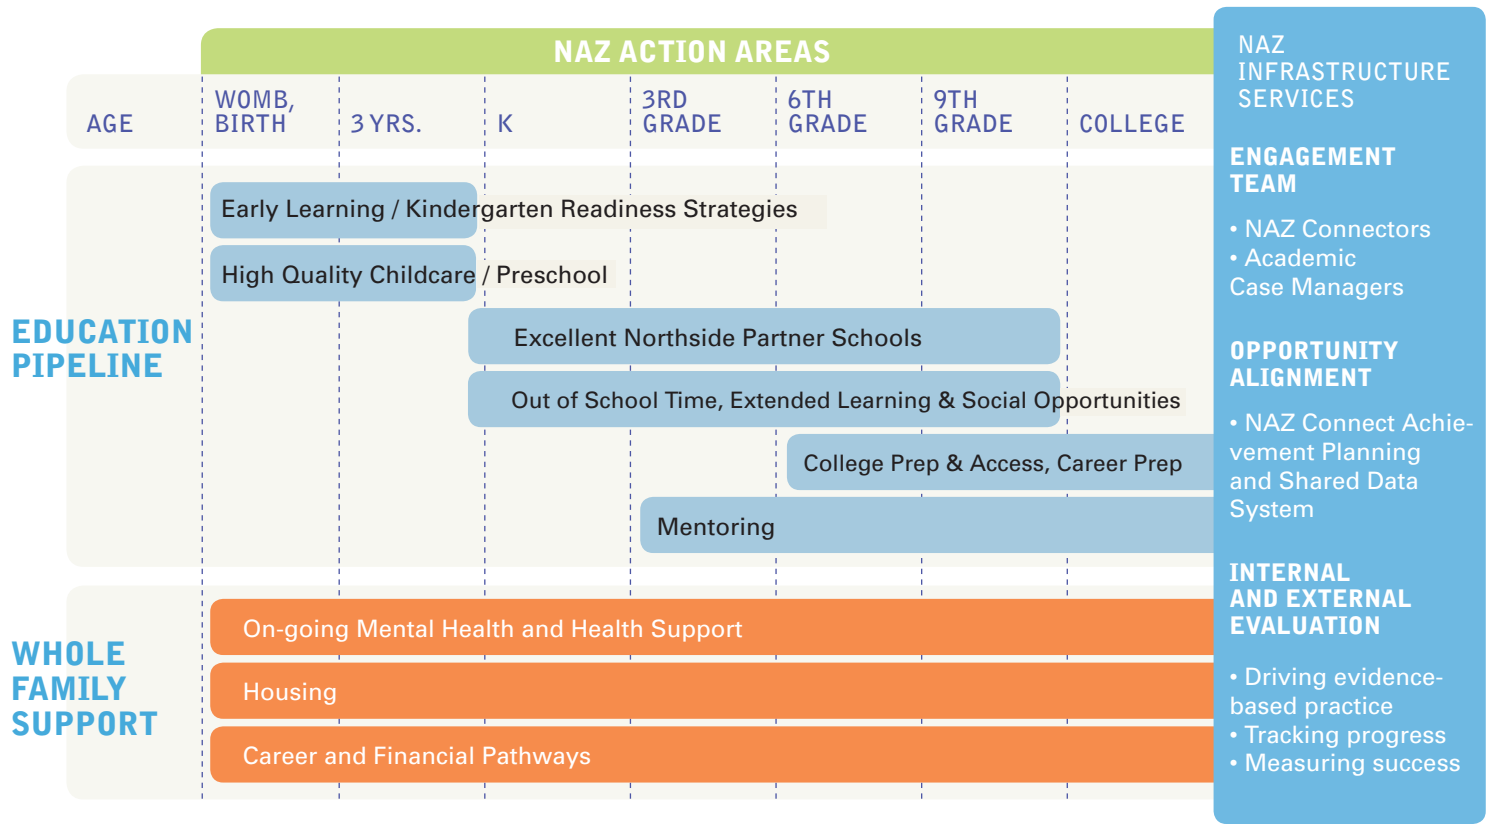 NAZ ACTION AREAS
AGE
WOMB,
BIRTH
3 YRS.
K
3RD
GRADE
6TH
GRADE
9TH
GRADE
COLLEGE
EDUCATION
PIPELINE
Early Learning / Kindergarten Readiness Strategies
High Quality Childcare / Preschool
Excellent Northside Partner Schools
Out of School Time, Extended Learning & Social Opportunities
College Prep & Access, Career Prep
Mentoring
WHOLE
FAMILY
SUPPORT
On-going Mental Health and Health Support
Housing
Career and Financial Pathways
NAZ
INFRASTRUCTURE
SERVICES
ENGAGEMENT
TEAM
• NAZ Connectors
• Academic
Case Managers
OPPORTUNITY
ALIGNMENT
• NAZ Connect Achie-
vement Planning
and Shared Data
System
INTERNAL
AND EXTERNAL
EVALUATION
• Driving evidence-
based practice
• Tracking progress
• Measuring success